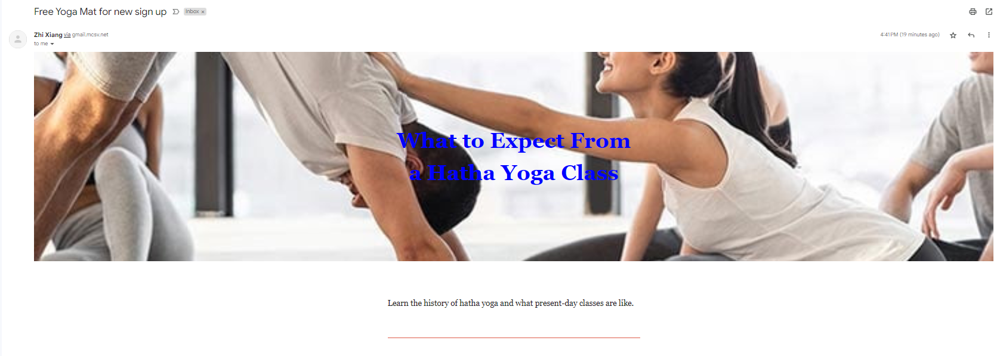 Free Yoga Mat for new sign up Inbox x
Zhi Xiang via gmail.mcsv.net 4:41 PM (19 minutes ago)
to me
What to Expect From
a Hatha Yoga Class
Learn the history of hatha yoga and what present-day classes are like.